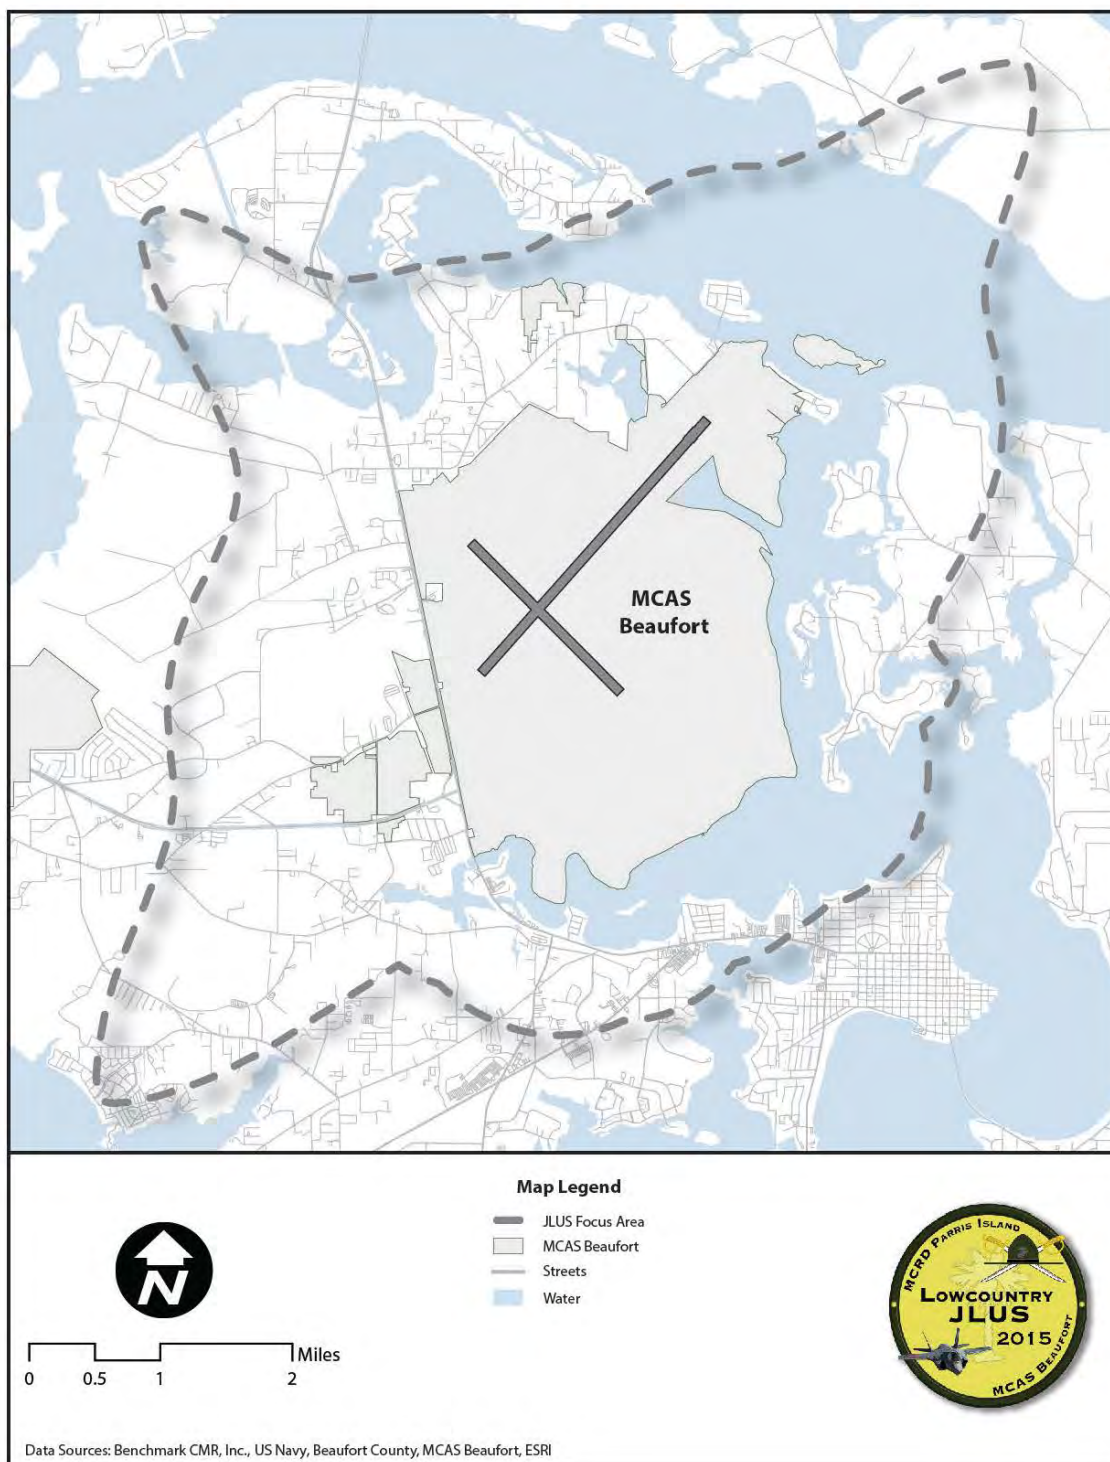 MCAS
Beaufort
Map Legend
JLUS Focus Area
MCAS Beaufort
Streets
Water
N
Miles
0 0.5 1 2
MCRD PARRIS ISLAND
LOWCOUNTRY
JLUS
2015
MCAS BEAUFORT
Data Sources: Benchmark CMR, Inc., US Navy, Beaufort County, MCAS Beaufort, ESRI